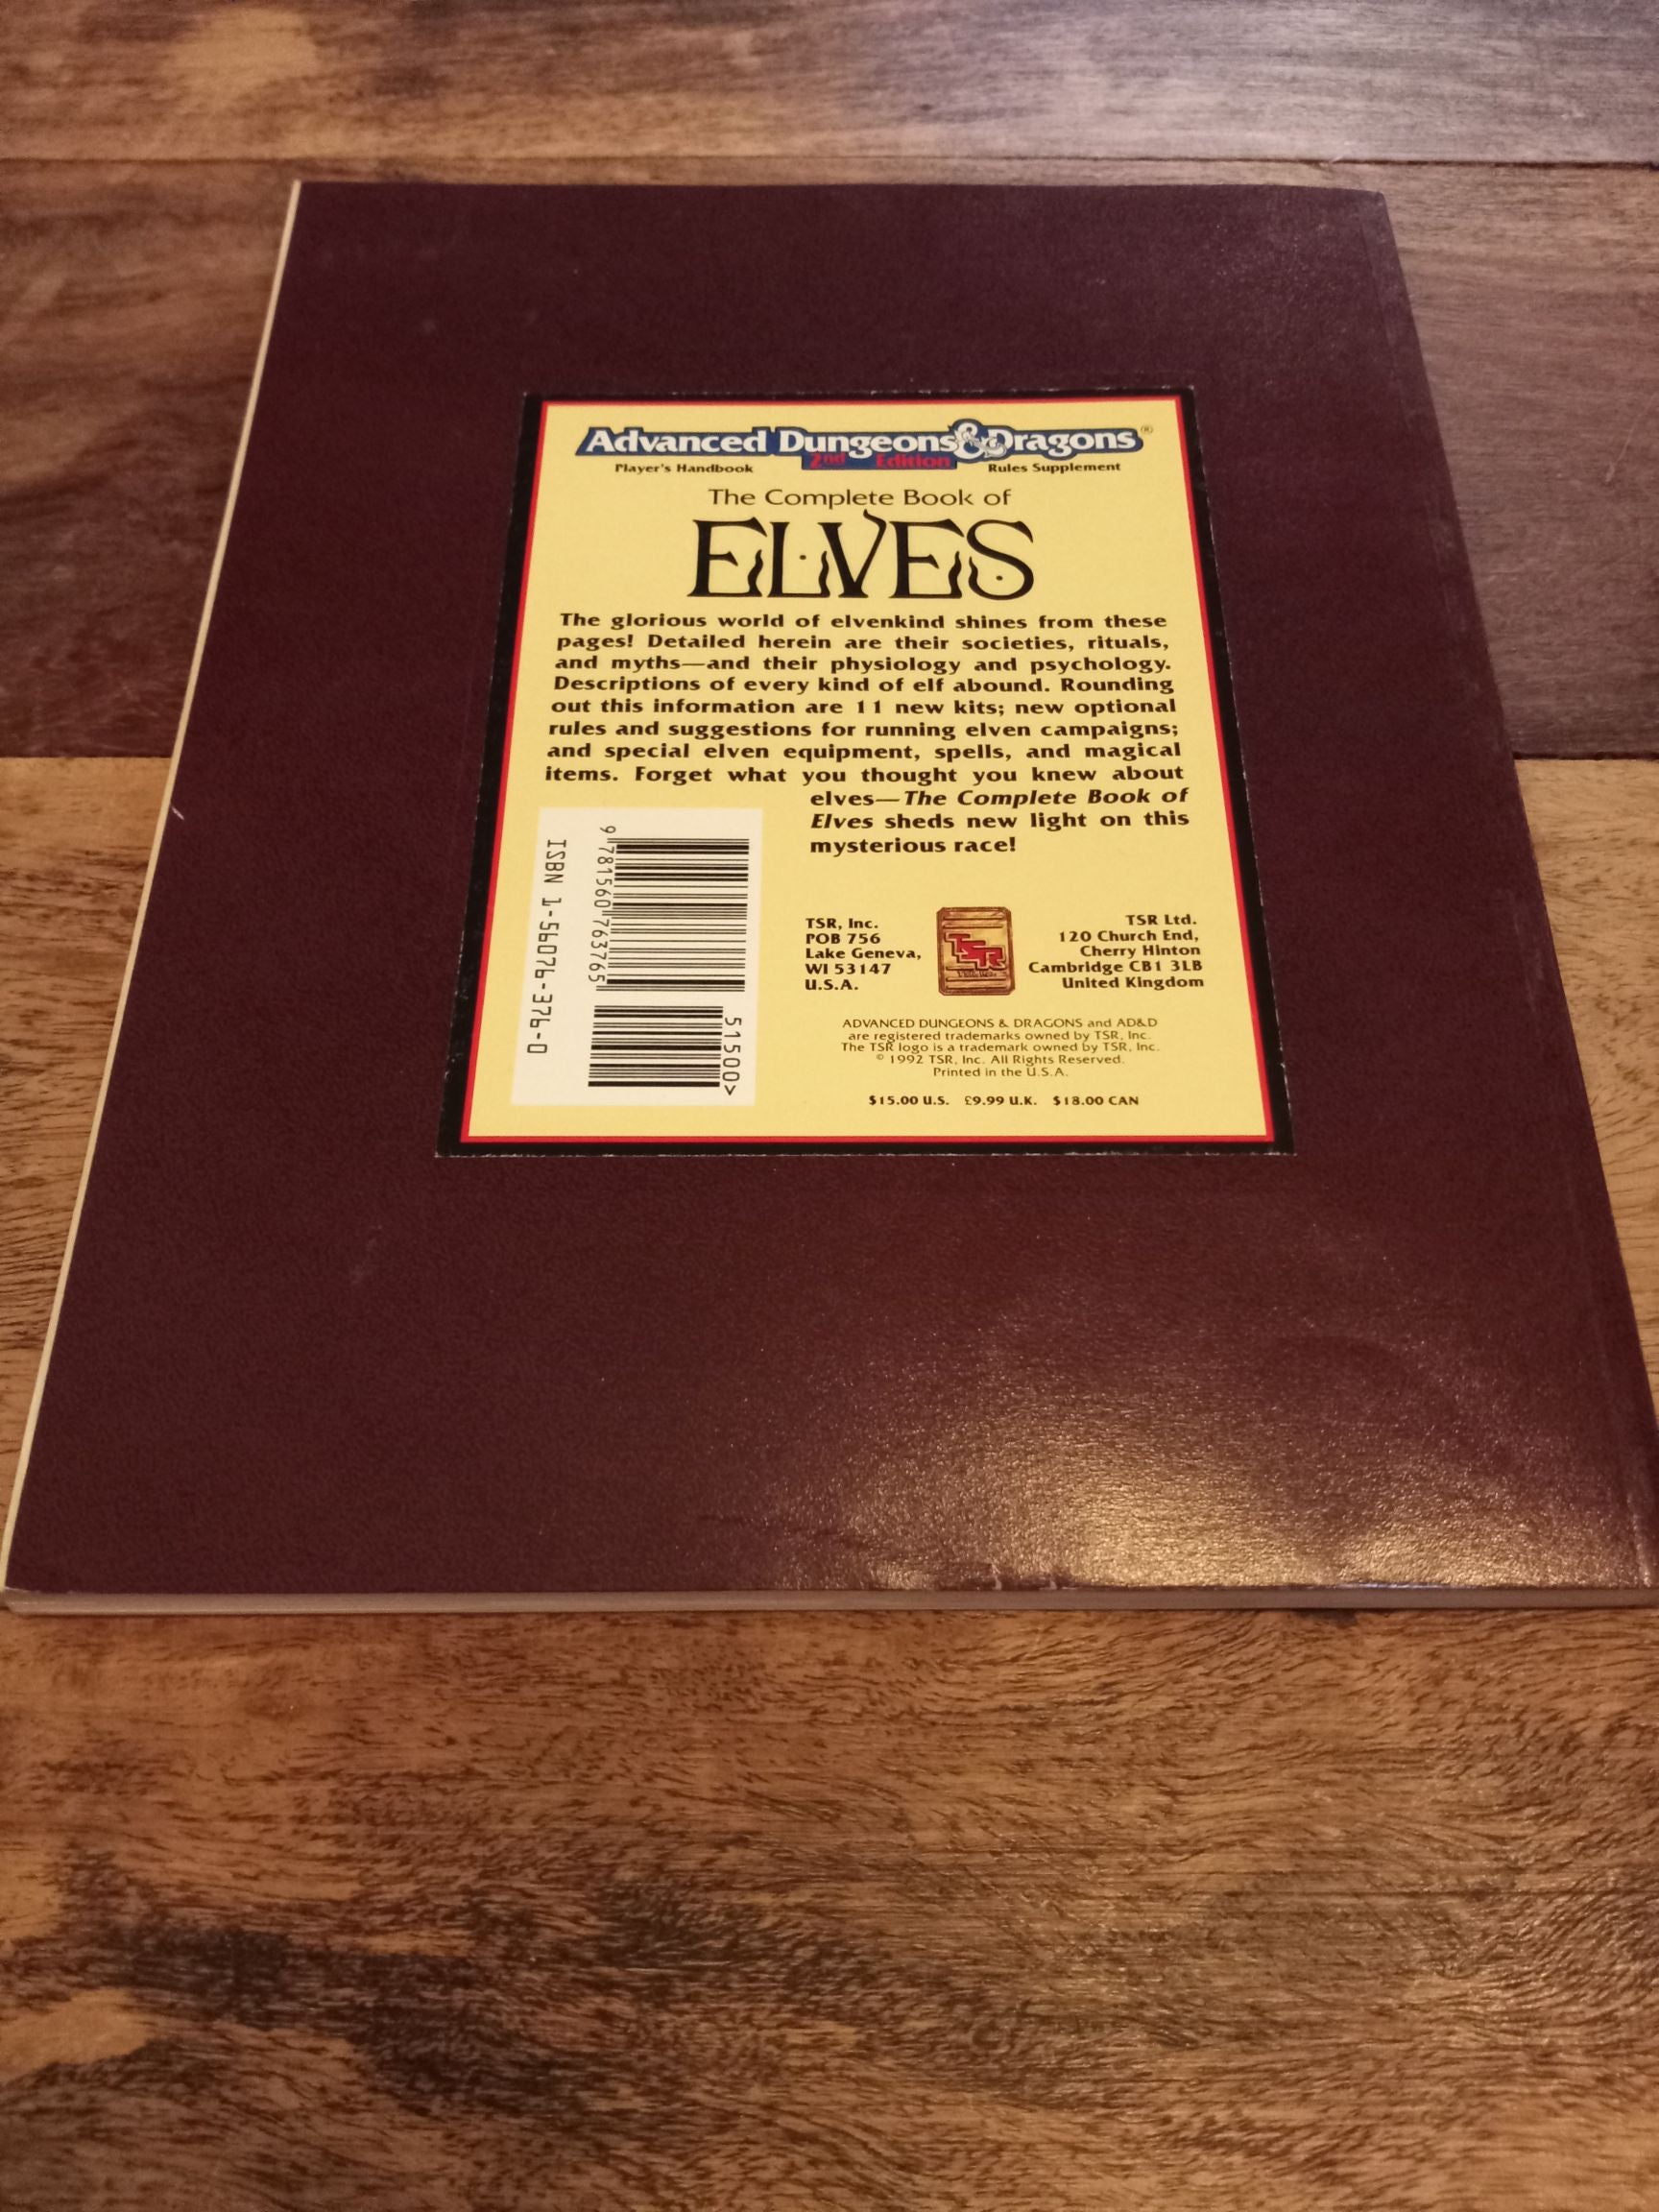 Advanced Dungeons & Dragons®
2nd Edition
Player's Handbook Rules Supplement
The Complete Book of
ELVES
The glorious world of elvenkind shines from these
pages! Detailed herein are their societies, rituals,
and myths—and their physiology and psychology.
Descriptions of every kind of elf abound. Rounding
out this information are 11 new kits; new optional
rules and suggestions for running elven campaigns;
and special elven equipment, spells, and magical
items. Forget what you thought you knew about
elves—The Complete Book of
Elves sheds new light on this
mysterious race!
9 781560 763765
51500>
ISBN 1-56076-376-0
TSR, Inc.
POB 756
Lake Geneva,
WI 53147
U.S.A.
TSR
TSR Ltd.
120 Church End,
Cherry Hinton
Cambridge CB1 3LB
United Kingdom
ADVANCED DUNGEONS & DRAGONS and AD&D
are registered trademarks owned by TSR, Inc.
The TSR logo is a trademark owned by TSR, Inc.
© 1992 TSR, Inc. All Rights Reserved.
Printed in the U.S.A.
$15.00 U.S. £9.99 U.K. $18.00 CAN